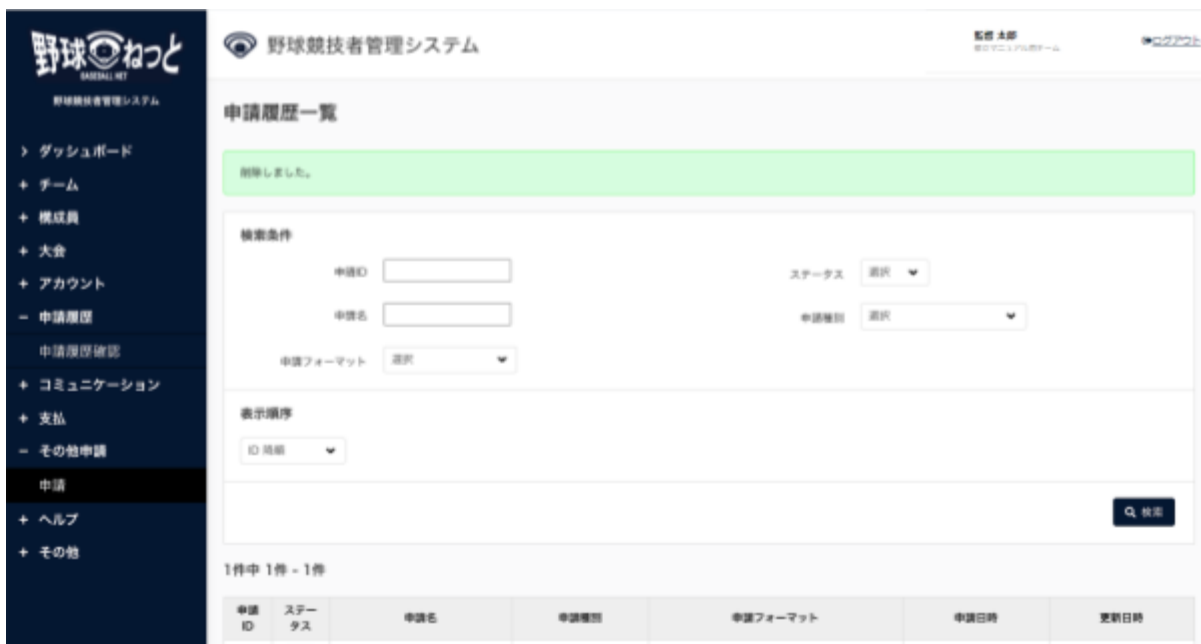 野球ねっと
BASEBALL NET
野球競技者管理システム
ダッシュボード
チーム
構成員
大会
アカウント
申請履歴
申請履歴確認
コミュニケーション
支払
その他申請
申請
ヘルプ
その他
野球競技者管理システム
監督 太郎
ログアウト
申請履歴一覧
削除しました。
検索条件
申請ID
ステータス 選択
申請名
申請種別 選択
申請フォーマット 選択
表示順序
ID 降順
検索
1件中 1件 - 1件
申請ID ステータス 申請名 申請種別 申請フォーマット 申請日時 更新日時